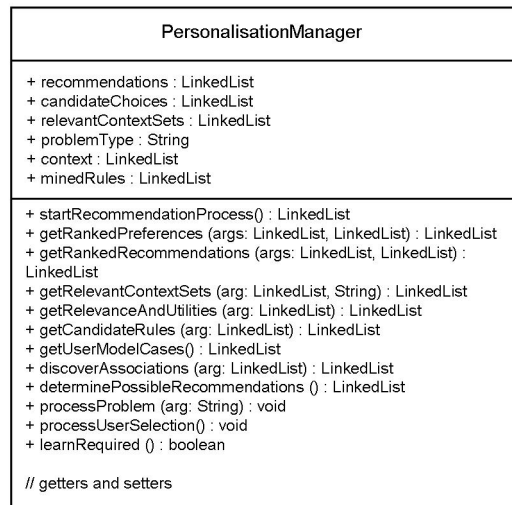 PersonalisationManager
+ recommendations : LinkedList
+ candidateChoices : LinkedList
+ relevantContextSets : LinkedList
+ problemType : String
+ context : LinkedList
+ minedRules : LinkedList
+ startRecommendationProcess() : LinkedList
+ getRankedPreferences (args: LinkedList, LinkedList) : LinkedList
+ getRankedRecommendations (args: LinkedList, LinkedList) :
LinkedList
+ getRelevantContextSets (arg: LinkedList, String) : LinkedList
+ getRelevanceAndUtilities (arg: LinkedList) : LinkedList
+ getCandidateRules (arg: LinkedList) : LinkedList
+ getUserModelCases() : LinkedList
+ discoverAssociations (arg: LinkedList) : LinkedList
+ determinePossibleRecommendations () : LinkedList
+ processProblem (arg: String) : void
+ processUserSelection() : void
+ learnRequired () : boolean
// getters and setters